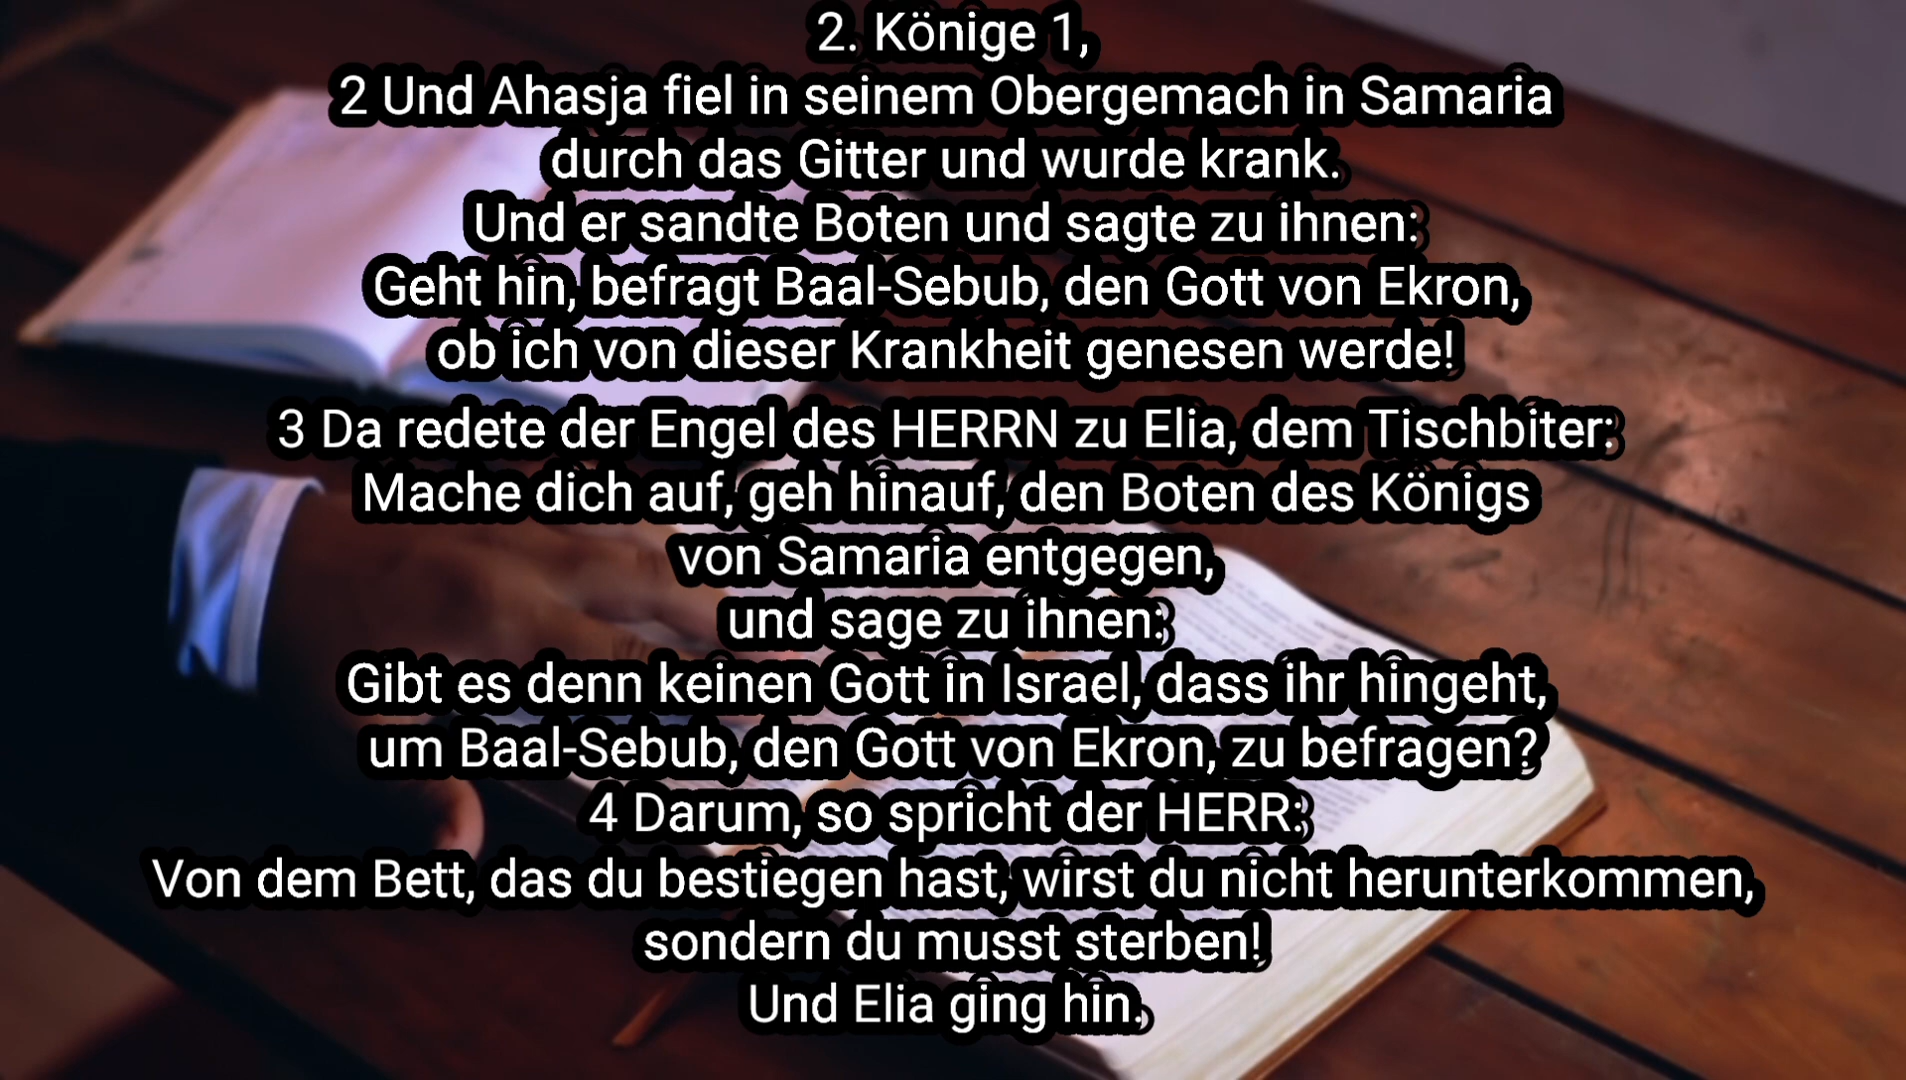 2. Könige 1,
2 Und Ahasja fiel in seinem Obergemach in Samaria
durch das Gitter und wurde krank.
Und er sandte Boten und sagte zu ihnen:
Geht hin, befragt Baal-Sebub, den Gott von Ekron,
ob ich von dieser Krankheit genesen werde!
3 Da redete der Engel des HERRN zu Elia, dem Tischbiter:
Mache dich auf, geh hinauf, den Boten des Königs
von Samaria entgegen,
und sage zu ihnen:
Gibt es denn keinen Gott in Israel, dass ihr hingeht,
um Baal-Sebub, den Gott von Ekron, zu befragen?
4 Darum, so spricht der HERR:
Von dem Bett, das du bestiegen hast, wirst du nicht herunterkommen,
sondern du musst sterben!
Und Elia ging hin.